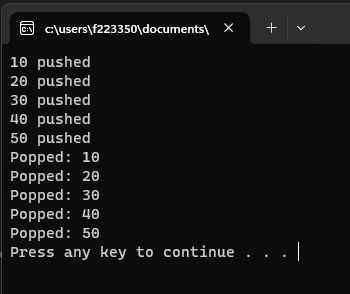 c:\users\f223350\documents\
10 pushed
20 pushed
30 pushed
40 pushed
50 pushed
Popped: 10
Popped: 20
Popped: 30
Popped: 40
Popped: 50
Press any key to continue . . .